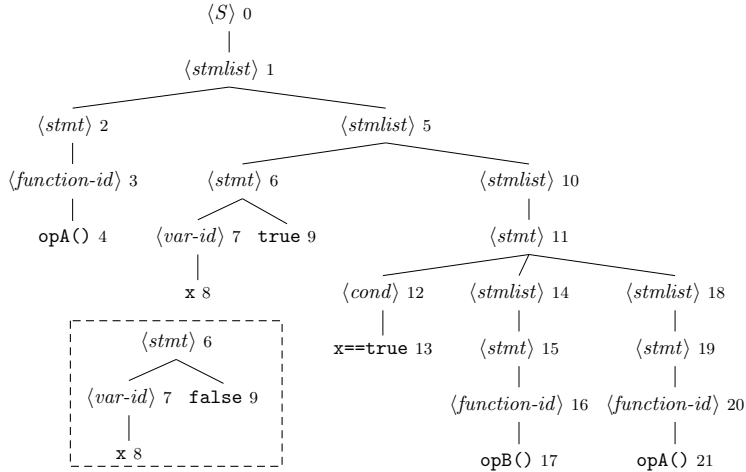 ⟨S⟩ 0
⟨stmlist⟩ 1
⟨stmt⟩ 2 ⟨stmlist⟩ 5
⟨function-id⟩ 3 ⟨stmt⟩ 6 ⟨stmlist⟩ 10
opA() 4 ⟨var-id⟩ 7 true 9 ⟨stmt⟩ 11
x 8 ⟨cond⟩ 12 ⟨stmlist⟩ 14 ⟨stmlist⟩ 18
⟨stmt⟩ 6 x==true 13 ⟨stmt⟩ 15 ⟨stmt⟩ 19
⟨var-id⟩ 7 false 9 ⟨function-id⟩ 16 ⟨function-id⟩ 20
x 8 opB() 17 opA() 21